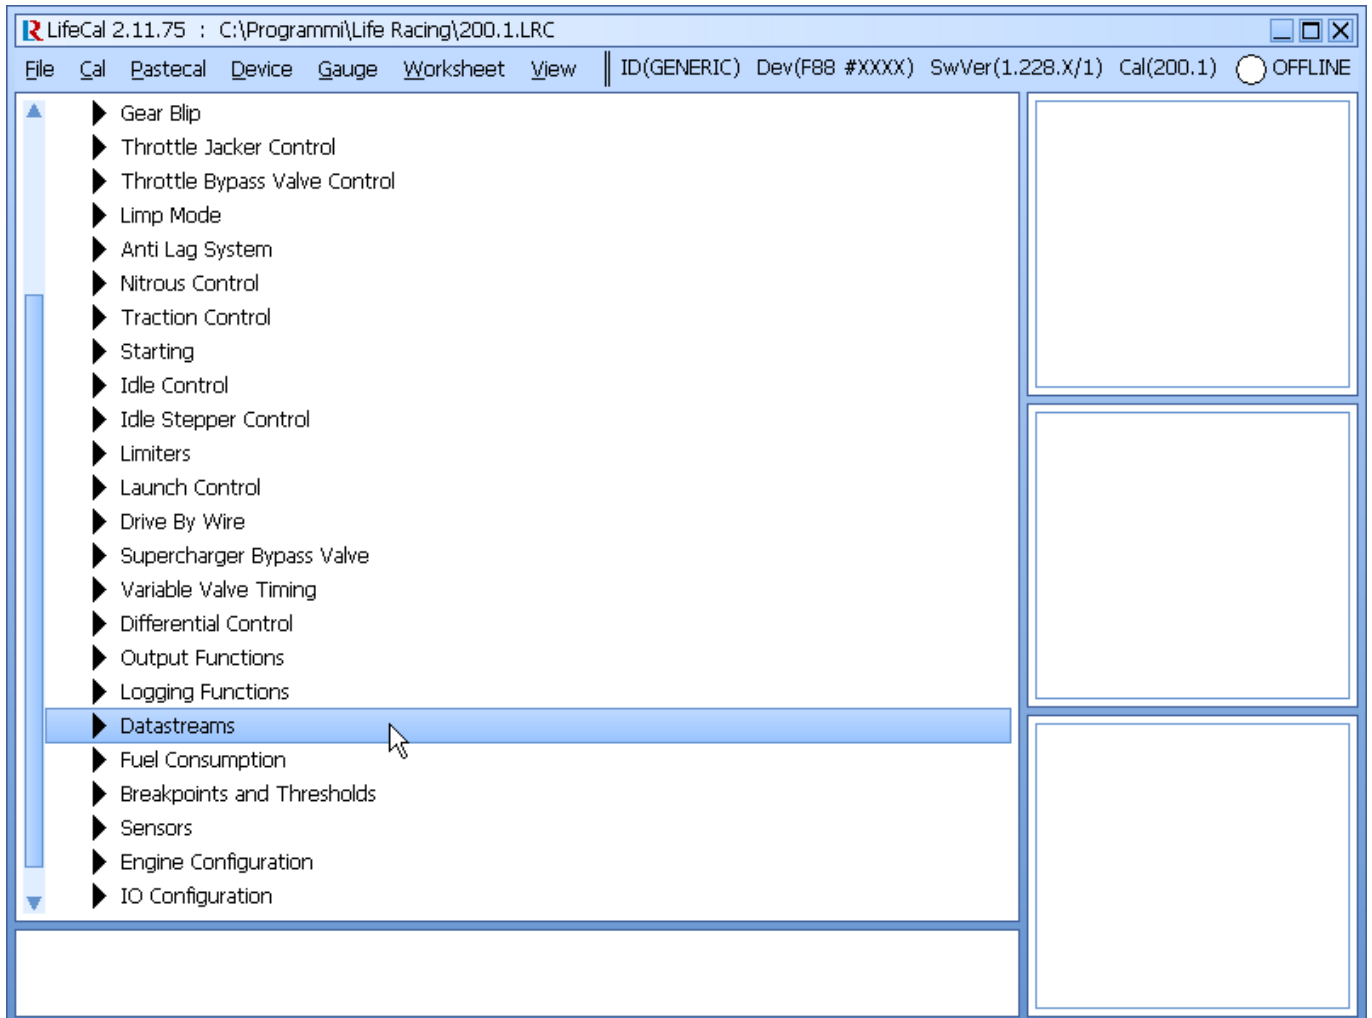 LifeCal 2.11.75 : C:\Programmi\Life Racing\200.1.LRC
File Cal Pastecal Device Gauge Worksheet View ID(GENERIC) Dev(F88 #XXXX) SwVer(1.228.X/1) Cal(200.1) OFFLINE
Gear Blip
Throttle Jacker Control
Throttle Bypass Valve Control
Limp Mode
Anti Lag System
Nitrous Control
Traction Control
Starting
Idle Control
Idle Stepper Control
Limiters
Launch Control
Drive By Wire
Supercharger Bypass Valve
Variable Valve Timing
Differential Control
Output Functions
Logging Functions
Datastreams
Fuel Consumption
Breakpoints and Thresholds
Sensors
Engine Configuration
IO Configuration